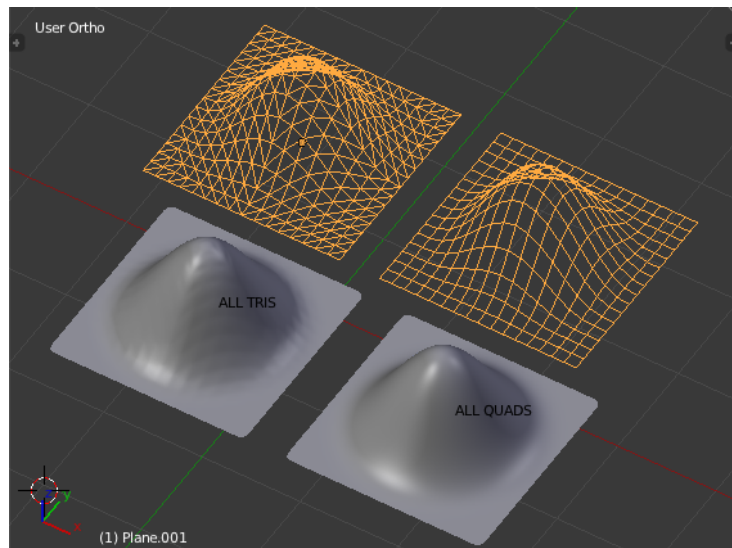 User Ortho
ALL TRIS
ALL QUADS
y
x
(1) Plane.001